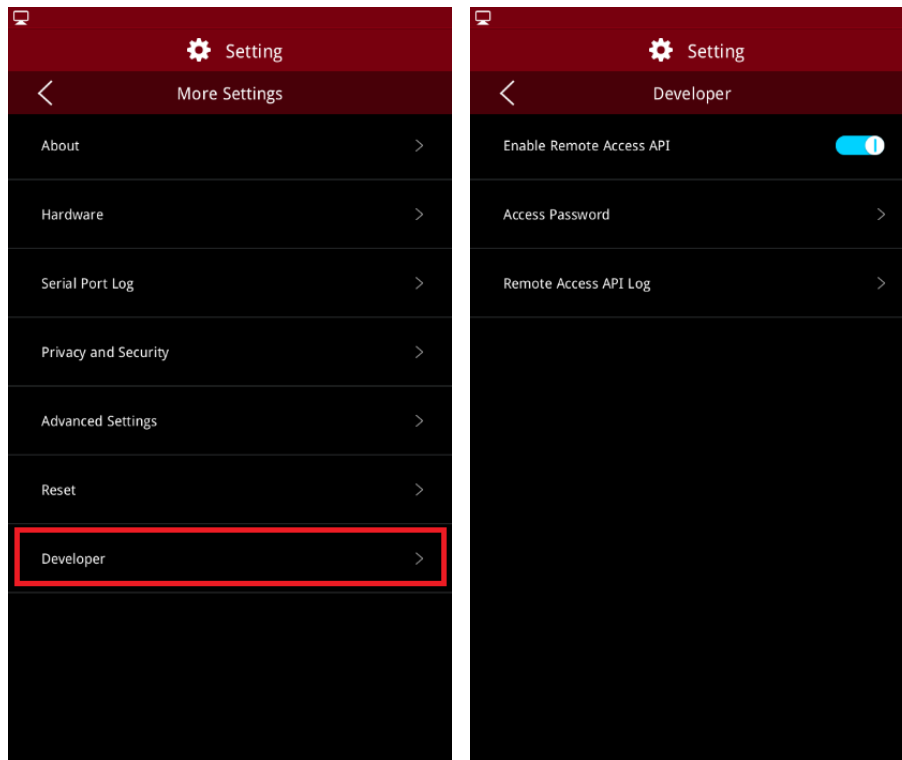 Setting
More Settings
About
Hardware
Serial Port Log
Privacy and Security
Advanced Settings
Reset
Developer
Setting
Developer
Enable Remote Access API
Access Password
Remote Access API Log